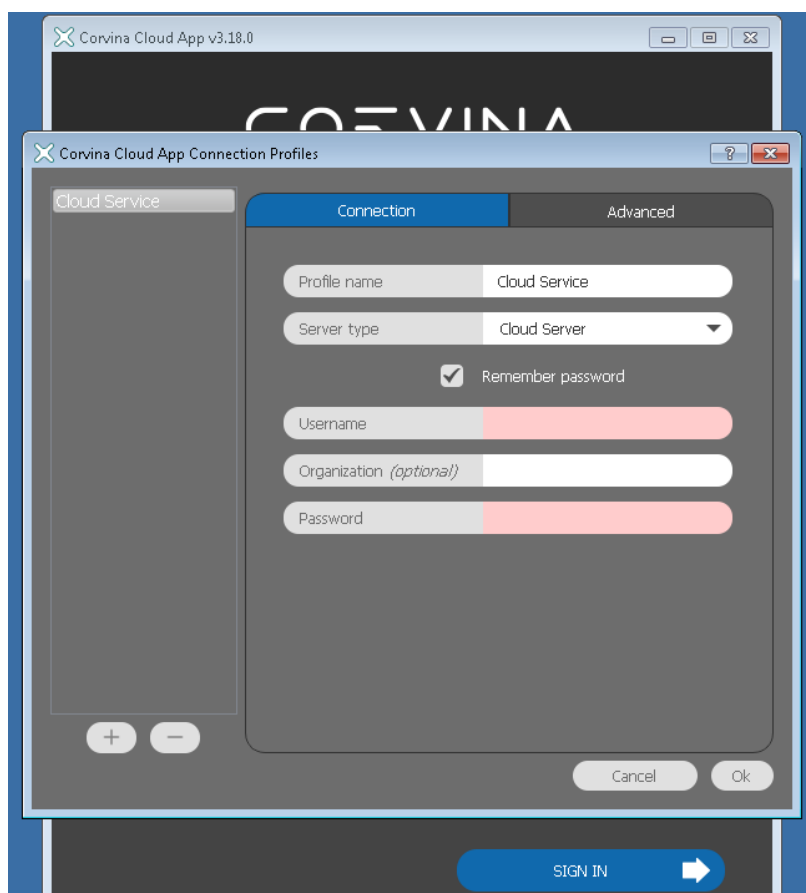 Corvina Cloud App v3.18.0
CORVINA
Corvina Cloud App Connection Profiles
?
Cloud Service
Connection
Advanced
Profile name
Cloud Service
Server type
Cloud Server
Remember password
Username
Organization (optional)
Password
Cancel
Ok
SIGN IN